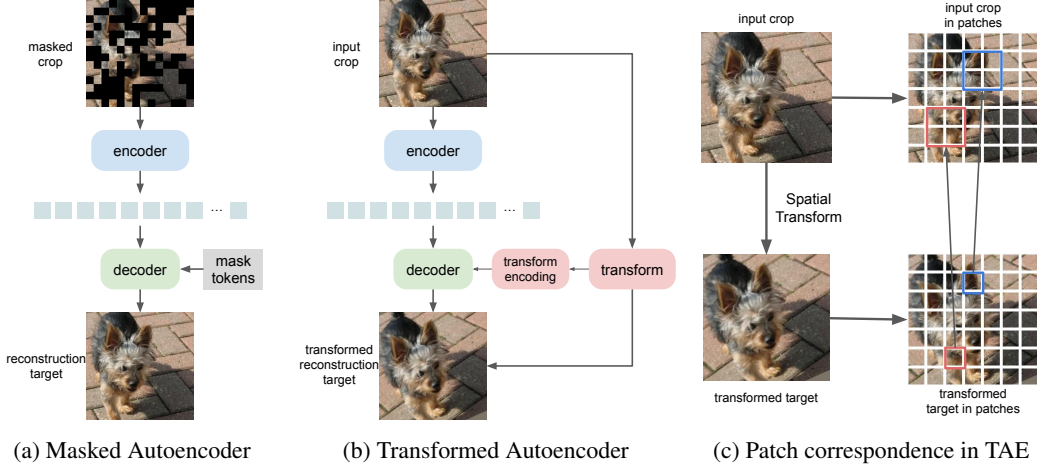 masked
crop
encoder
...
decoder
mask
tokens
reconstruction
target
(a) Masked Autoencoder
input
crop
encoder
...
decoder
transform
encoding
transform
transformed
reconstruction
target
(b) Transformed Autoencoder
input crop
input crop
in patches
Spatial
Transform
transformed target
transformed
target in patches
(c) Patch correspondence in TAE